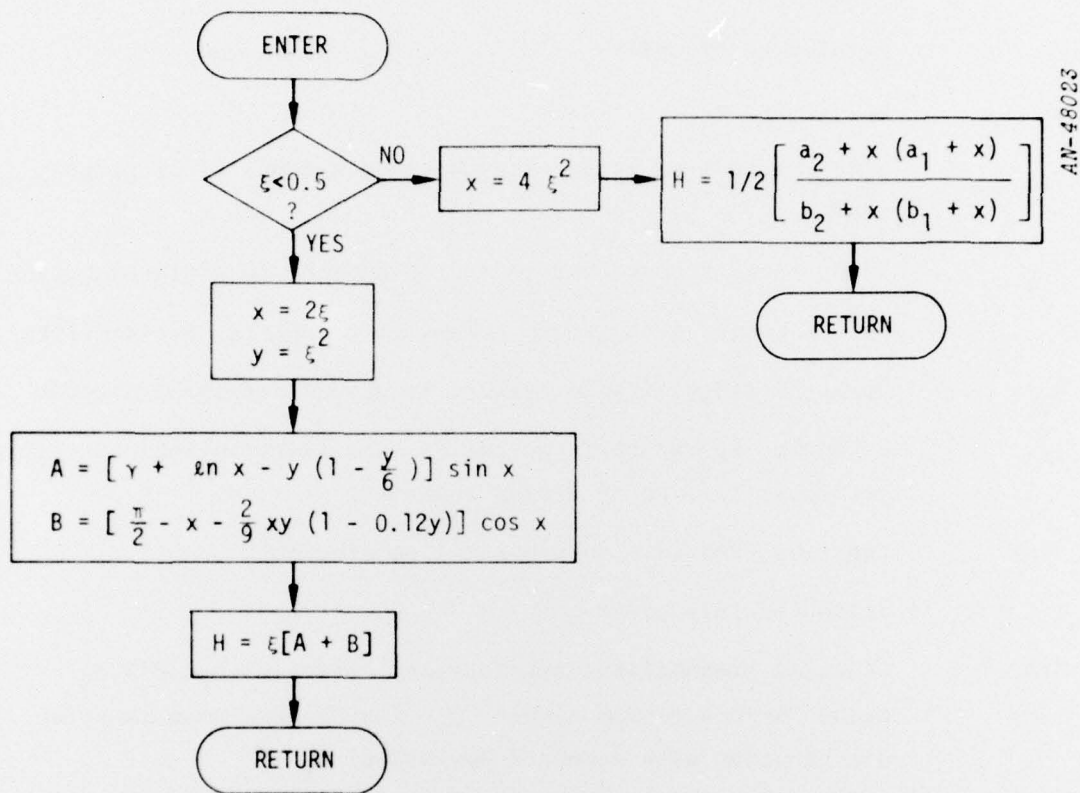 ENTER
ξ<0.5
?
NO
YES
x = 4 ξ²
H = 1/2 [ a₂ + x (a₁ + x) / b₂ + x (b₁ + x) ]
RETURN
x = 2ξ
y = ξ²
A = [ γ + ℓn x - y (1 - y/6 )] sin x
B = [ π/2 - x - 2/9 xy (1 - 0.12y)] cos x
H = ξ[A + B]
RETURN
AN-48023